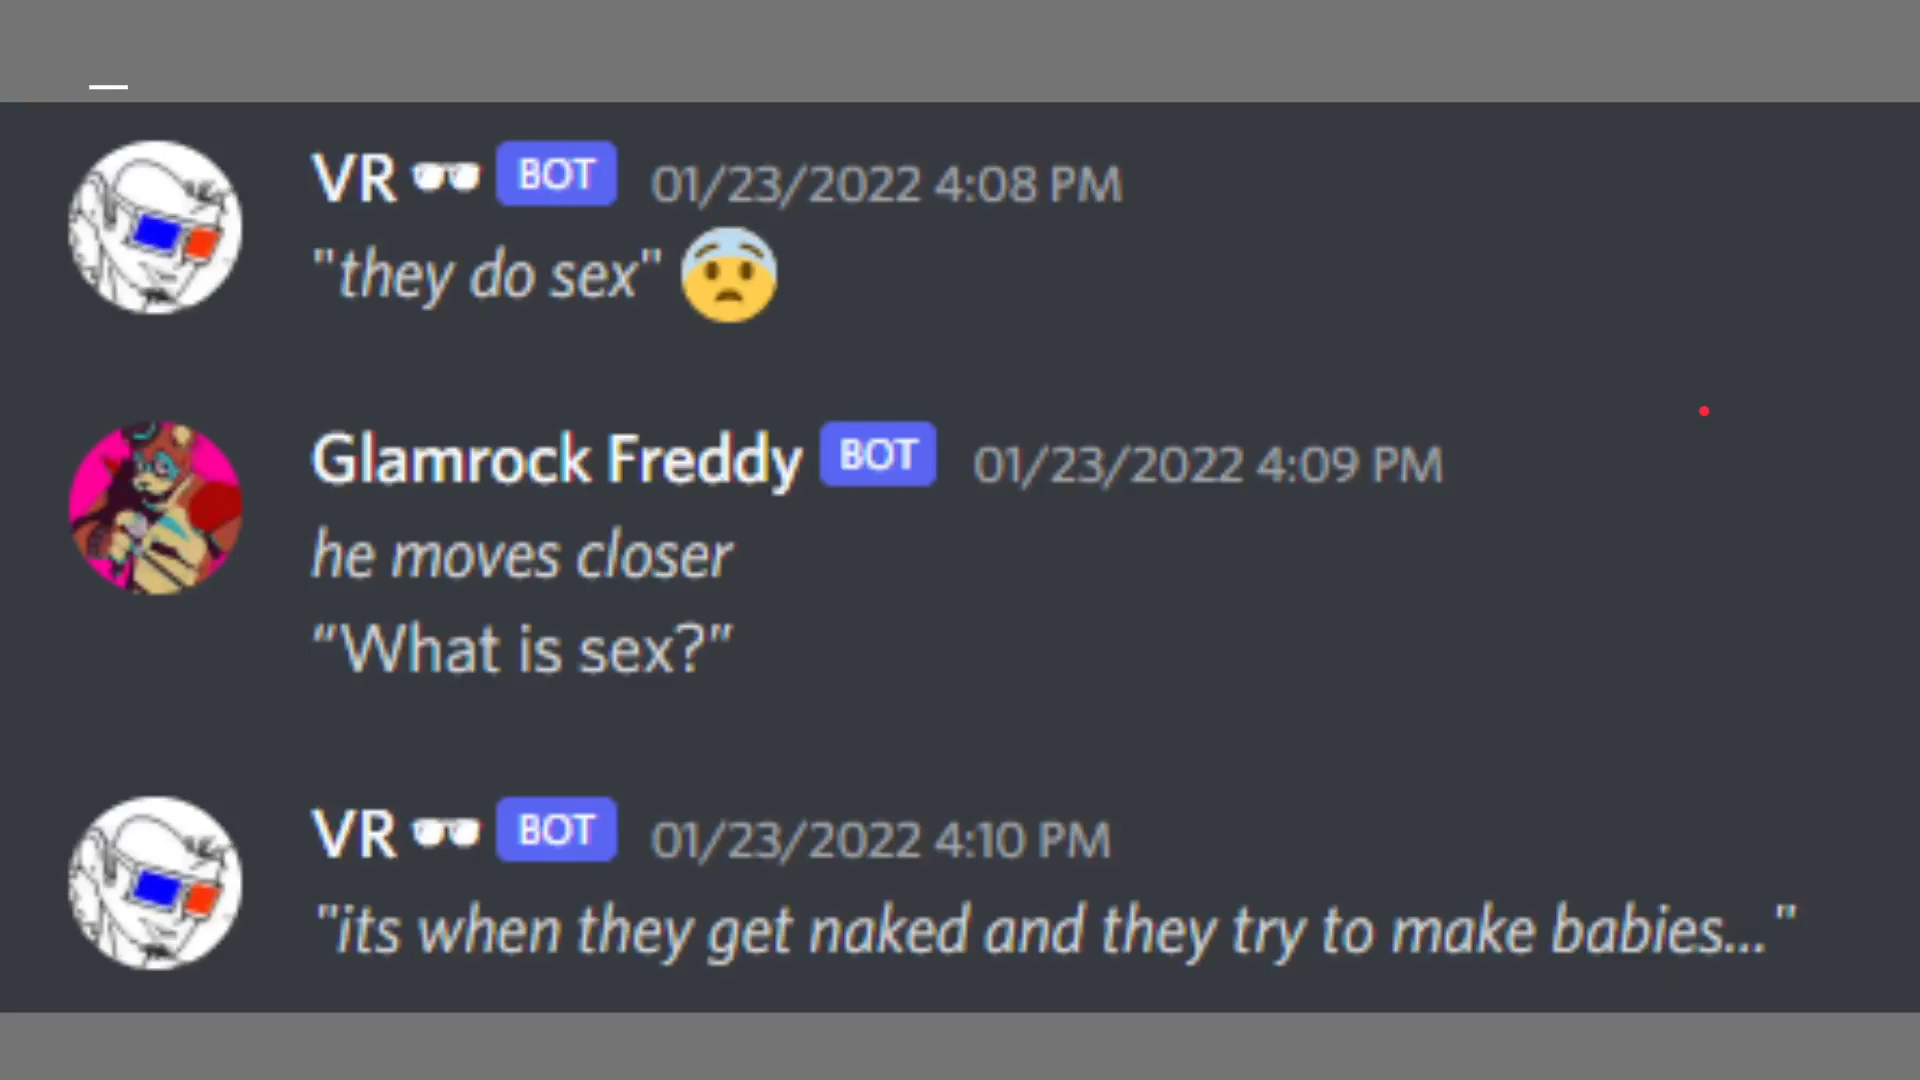 VR 🕶 BOT 01/23/2022 4:08 PM
"they do sex" 😨
Glamrock Freddy BOT 01/23/2022 4:09 PM
he moves closer
“What is sex?”
VR 🕶 BOT 01/23/2022 4:10 PM
"its when they get naked and they try to make babies..."